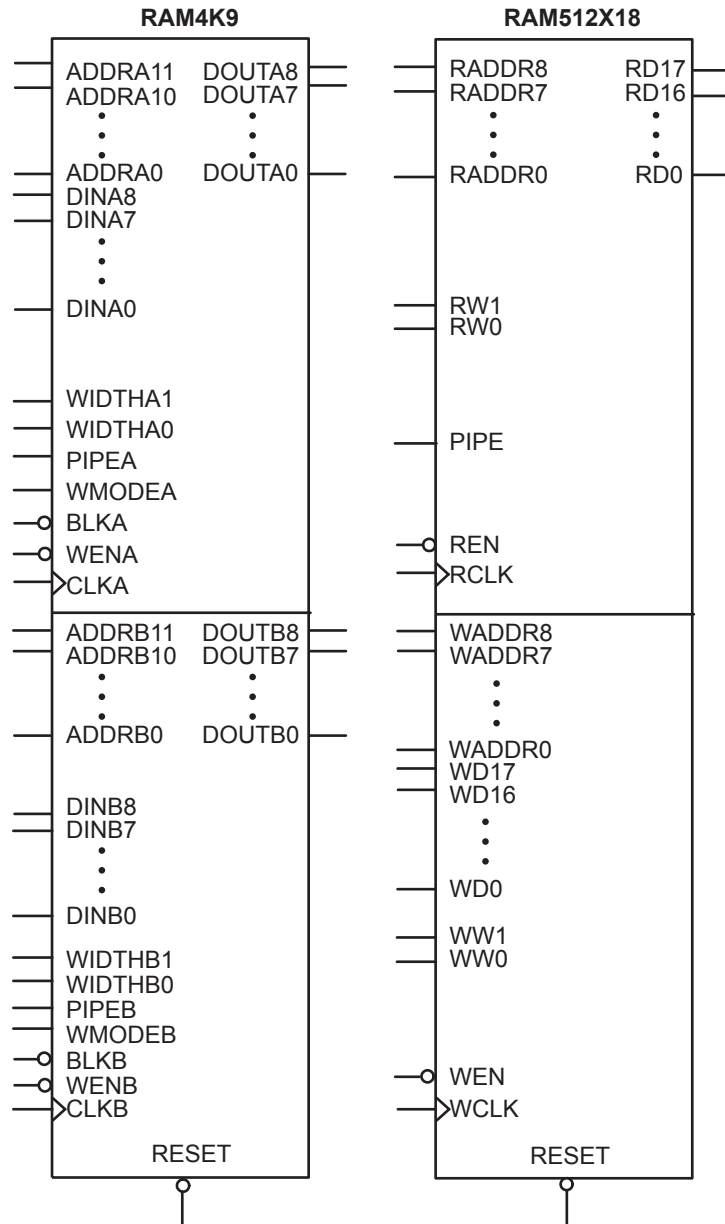 RAM4K9
ADDRA11 DOUTA8
ADDRA10 DOUTA7
ADDRA0 DOUTA0
DINA8
DINA7
DINA0
WIDTHA1
WIDTHA0
PIPEA
WMODEA
BLKA
WENA
CLKA
ADDRB11 DOUTB8
ADDRB10 DOUTB7
ADDRB0 DOUTB0
DINB8
DINB7
DINB0
WIDTHB1
WIDTHB0
PIPEB
WMODEB
BLKB
WENB
CLKB
RESET
RAM512X18
RADDR8 RD17
RADDR7 RD16
RADDR0 RD0
RW1
RW0
PIPE
REN
RCLK
WADDR8
WADDR7
WADDR0
WD17
WD16
WD0
WW1
WW0
WEN
WCLK
RESET